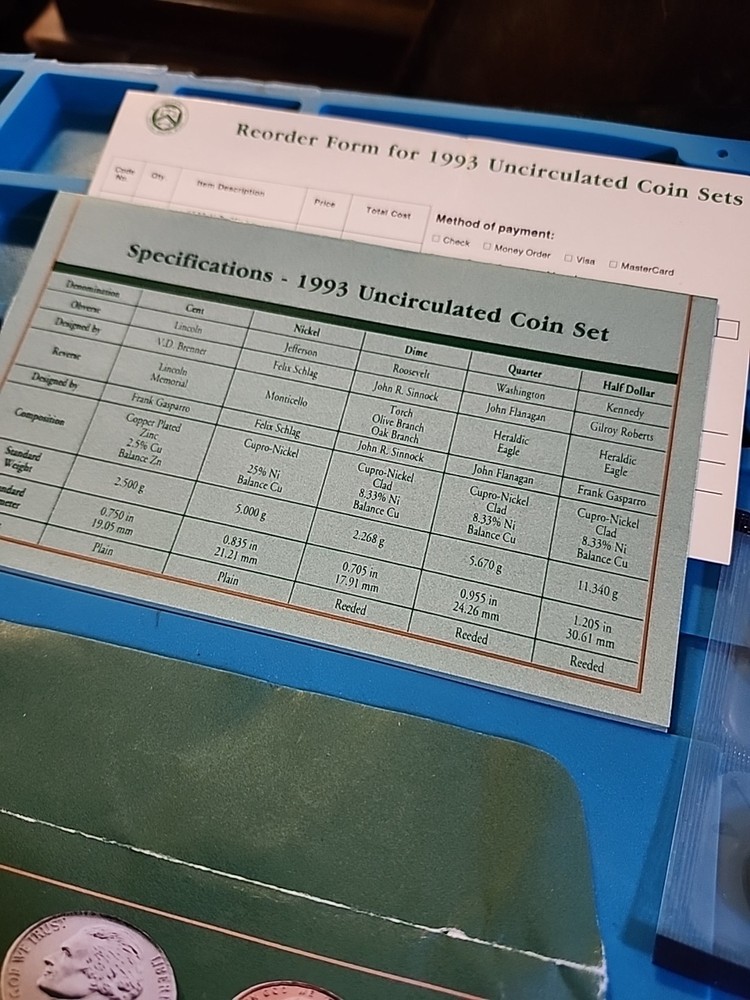 Reorder Form for 1993 Uncirculated Coin Sets
Code No. Qty. Item Description Price Total Cost
Method of payment:
Check Money Order Visa MasterCard
Specifications - 1993 Uncirculated Coin Set
Denomination Cent Nickel Dime Quarter Half Dollar
Obverse Lincoln Jefferson Roosevelt Washington Kennedy
Designed by V.D. Brenner Felix Schlag John R. Sinnock John Flanagan Gilroy Roberts
Reverse Lincoln Memorial Monticello Torch Olive Branch Oak Branch Heraldic Eagle Heraldic Eagle
Designed by Frank Gasparro Felix Schlag John R. Sinnock John Flanagan Frank Gasparro
Composition Copper Plated Zinc 2.5% Cu Balance Zn Cupro-Nickel 25% Ni Balance Cu Cupro-Nickel Clad 8.33% Ni Balance Cu Cupro-Nickel Clad 8.33% Ni Balance Cu Cupro-Nickel Clad 8.33% Ni Balance Cu
Standard Weight 2.500 g 5.000 g 2.268 g 5.670 g 11.340 g
ndard meter 0.750 in 19.05 mm 0.835 in 21.21 mm 0.705 in 17.91 mm 0.955 in 24.26 mm 1.205 in 30.61 mm
Plain Plain Reeded Reeded Reeded
WE TRUST
LIBER